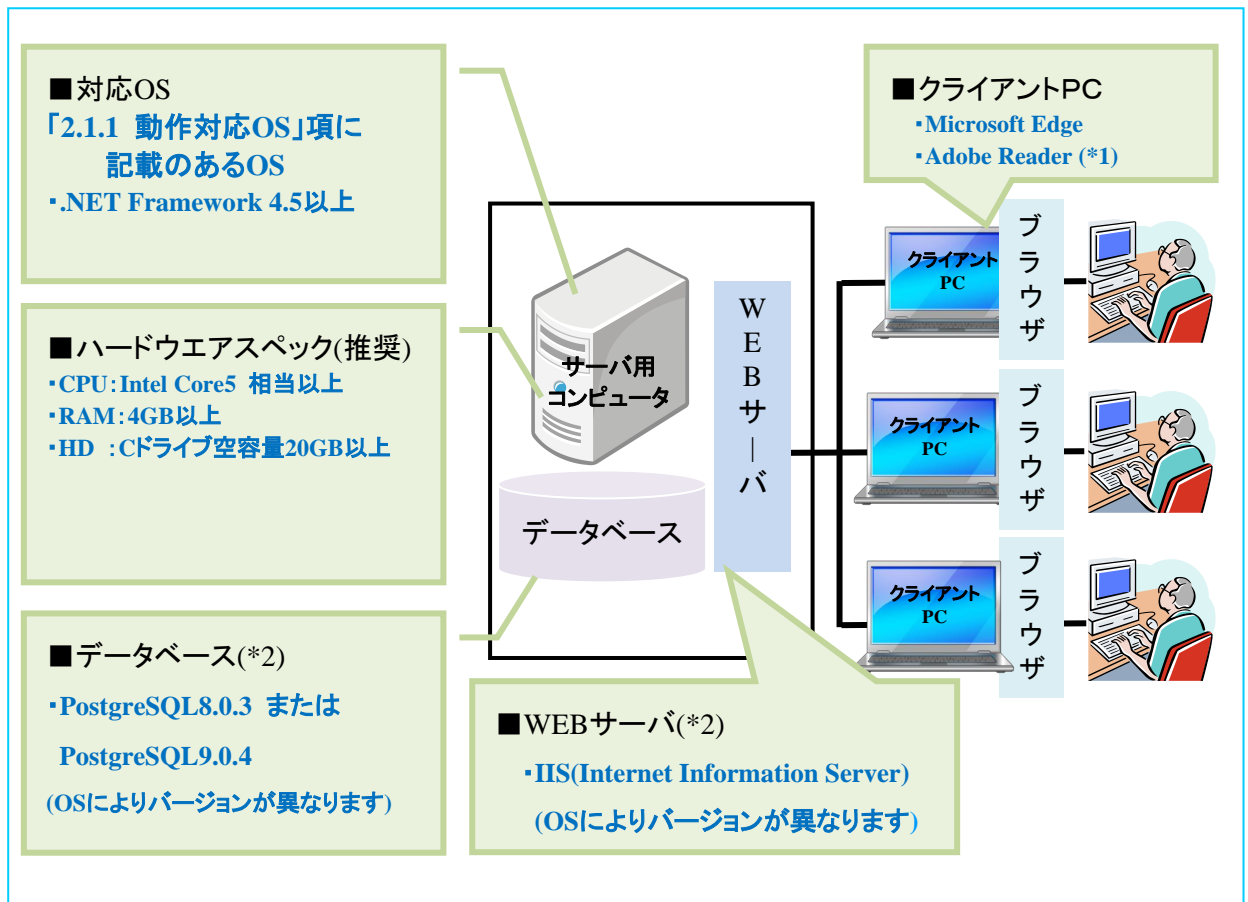 ■対応OS
「2.1.1 動作対応OS」項に
記載のあるOS
・.NET Framework 4.5以上
■ハードウエアスペック(推奨)
・CPU:Intel Core5 相当以上
・RAM:4GB以上
・HD :Cドライブ空容量20GB以上
■データベース(*2)
・PostgreSQL8.0.3 または
PostgreSQL9.0.4
(OSによりバージョンが異なります)
サーバ用
コンピュータ
データベース
WEBサーバ
■WEBサーバ(*2)
・IIS(Internet Information Server)
(OSによりバージョンが異なります)
■クライアントPC
・Microsoft Edge
・Adobe Reader (*1)
クライアント
PC
ブラウザ
クライアント
PC
ブラウザ
クライアント
PC
ブラウザ